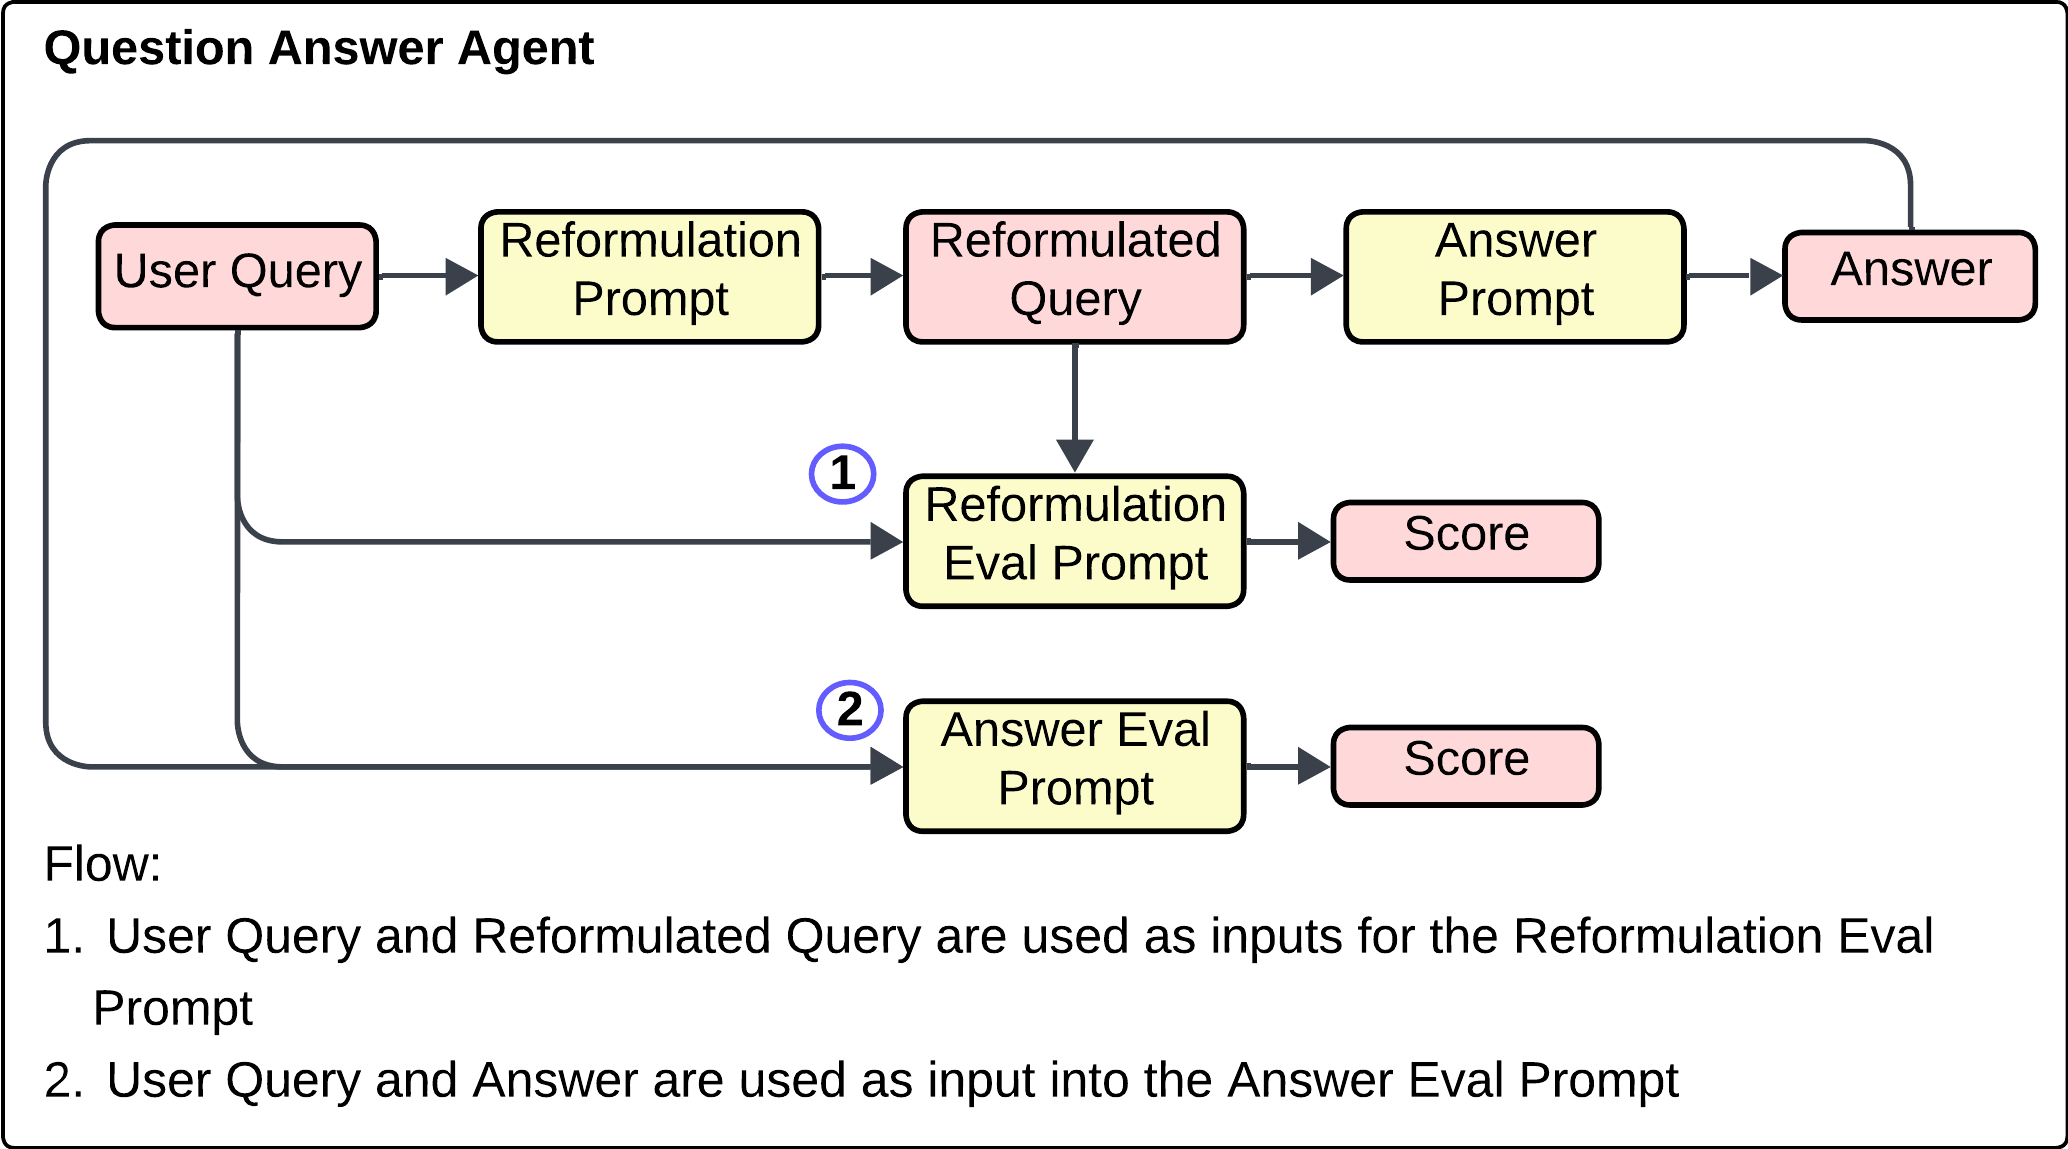 Question Answer Agent
User Query
Reformulation
Prompt
Reformulated
Query
Answer
Prompt
Answer
1
Reformulation
Eval Prompt
Score
2
Answer Eval
Prompt
Score
Flow:
1. User Query and Reformulated Query are used as inputs for the Reformulation Eval
Prompt
2. User Query and Answer are used as input into the Answer Eval Prompt